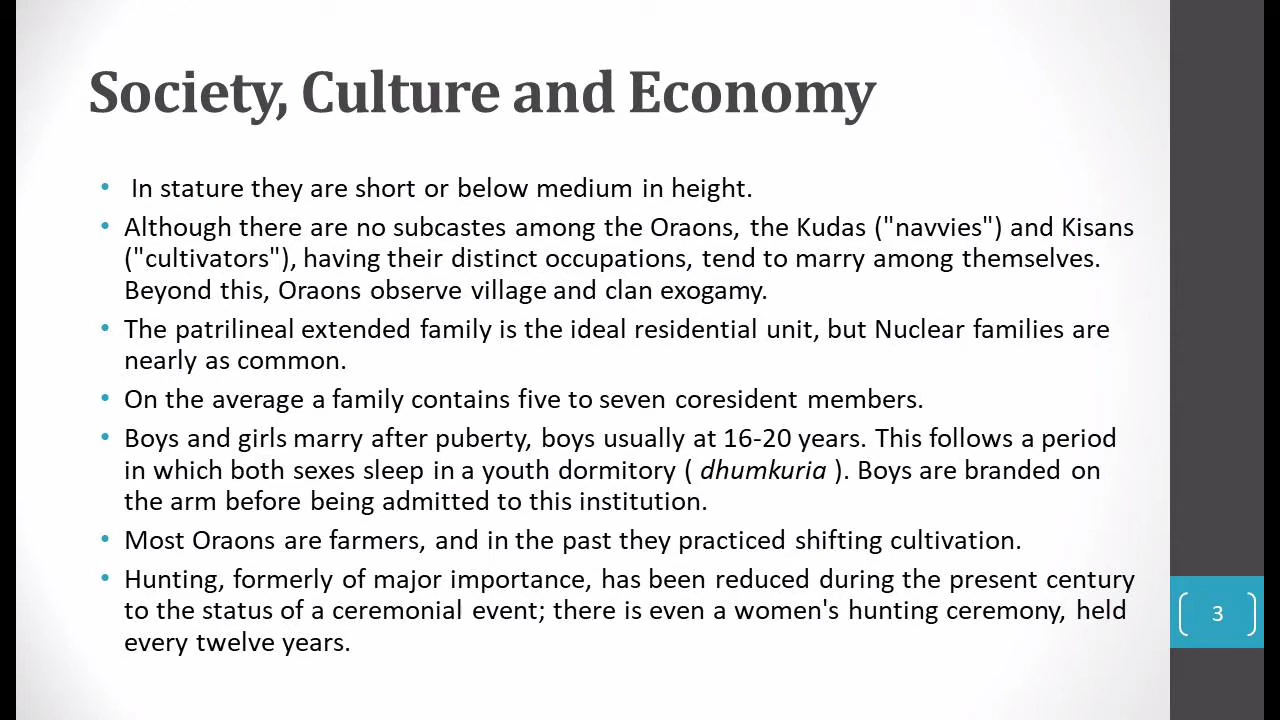 Society, Culture and Economy
• In stature they are short or below medium in height.
• Although there are no subcastes among the Oraons, the Kudas ("navvies") and Kisans
("cultivators"), having their distinct occupations, tend to marry among themselves.
Beyond this, Oraons observe village and clan exogamy.
• The patrilineal extended family is the ideal residential unit, but Nuclear families are
nearly as common.
• On the average a family contains five to seven coresident members.
• Boys and girls marry after puberty, boys usually at 16-20 years. This follows a period
in which both sexes sleep in a youth dormitory ( dhumkuria ). Boys are branded on
the arm before being admitted to this institution.
• Most Oraons are farmers, and in the past they practiced shifting cultivation.
• Hunting, formerly of major importance, has been reduced during the present century
to the status of a ceremonial event; there is even a women's hunting ceremony, held
every twelve years.
3